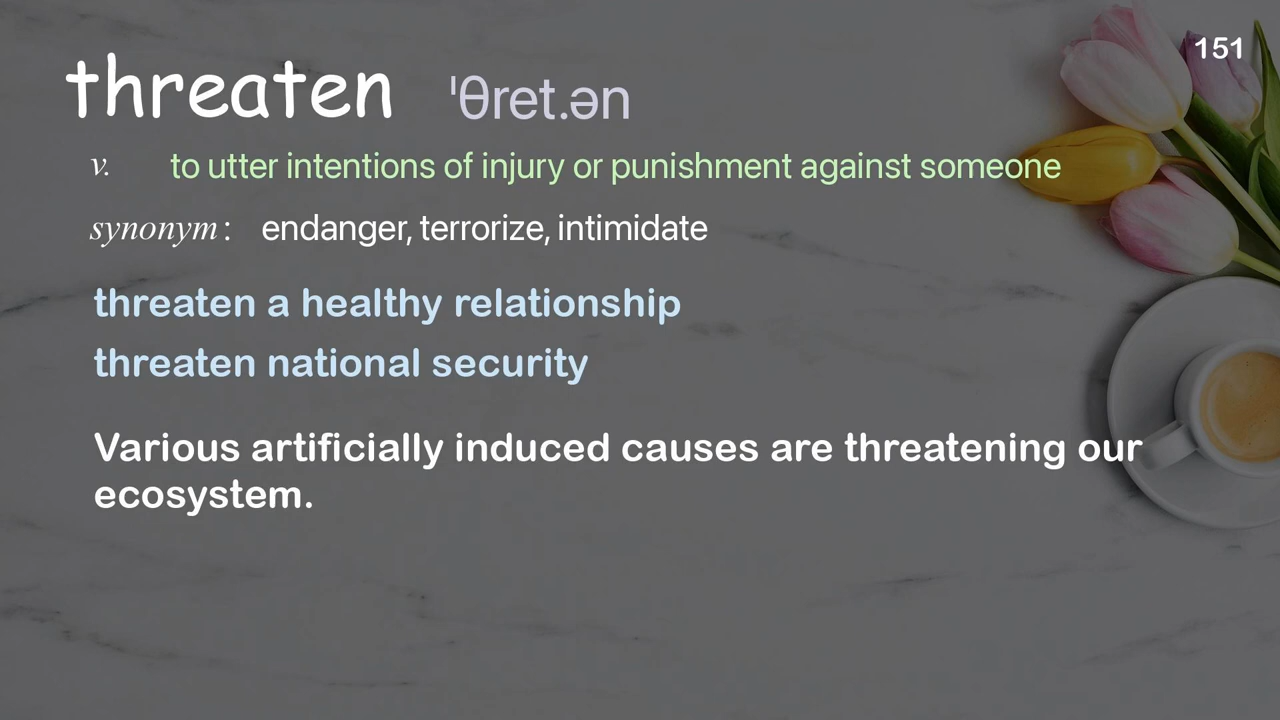 151
threaten ˈθret.ən
v. to utter intentions of injury or punishment against someone
synonym : endanger, terrorize, intimidate
threaten a healthy relationship
threaten national security
Various artificially induced causes are threatening our
ecosystem.